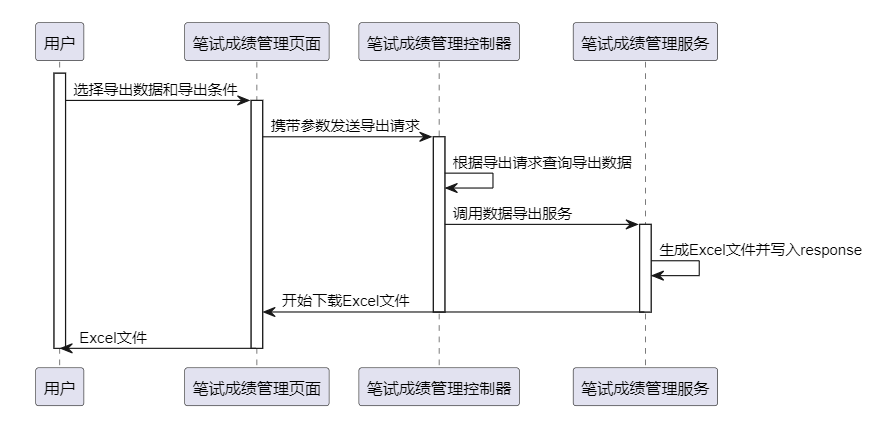 用户
笔试成绩管理页面
笔试成绩管理控制器
笔试成绩管理服务
选择导出数据和导出条件
携带参数发送导出请求
根据导出请求查询导出数据
调用数据导出服务
生成Excel文件并写入response
开始下载Excel文件
Excel文件
用户
笔试成绩管理页面
笔试成绩管理控制器
笔试成绩管理服务